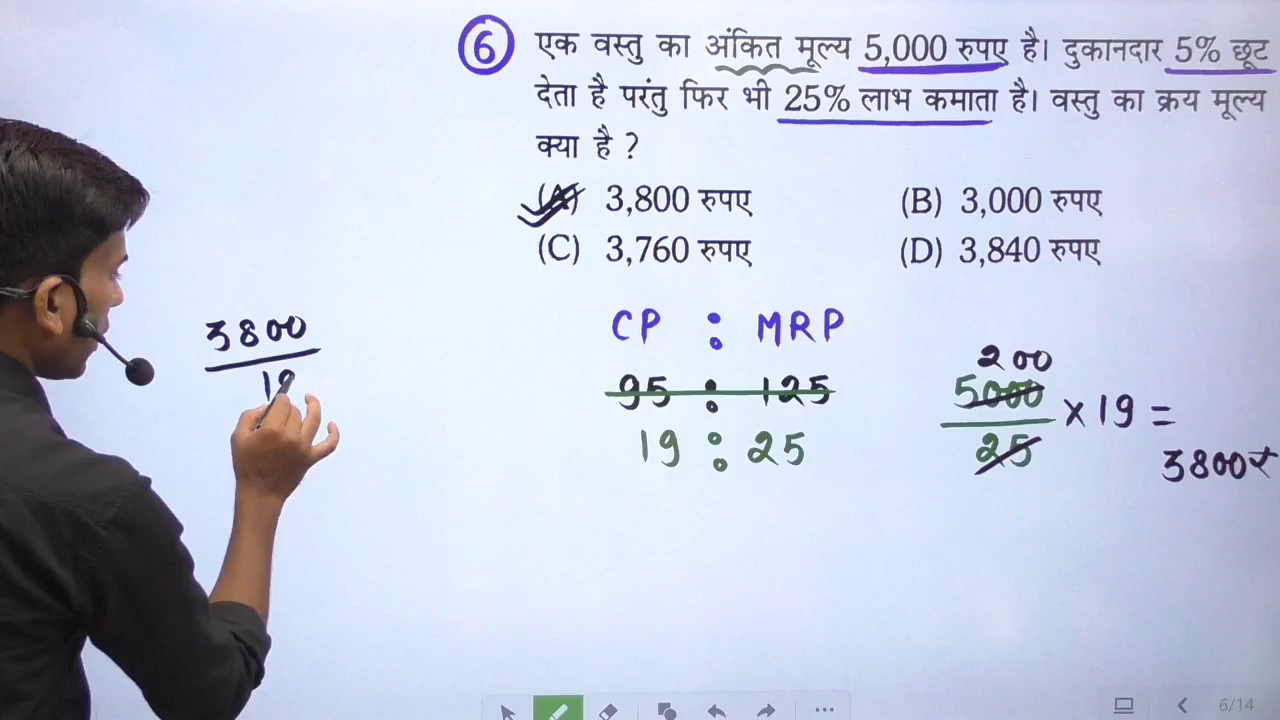 6 एक वस्तु का अंकित मूल्य 5,000 रुपए है। दुकानदार 5% छूट
देता है परंतु फिर भी 25% लाभ कमाता है। वस्तु का क्रय मूल्य
क्या है ?
(A) 3,800 रुपए (B) 3,000 रुपए
(C) 3,760 रुपए (D) 3,840 रुपए
CP : MRP
95 : 125
19 : 25
200
5000
25
× 19 =
3800₹
3800
6/14